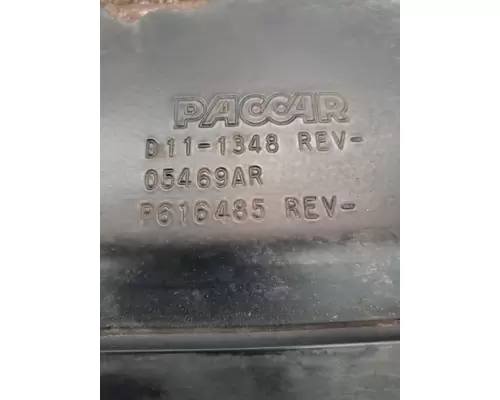 PACCAR
D11-1348 REV-
05469AR
P616485 REV-